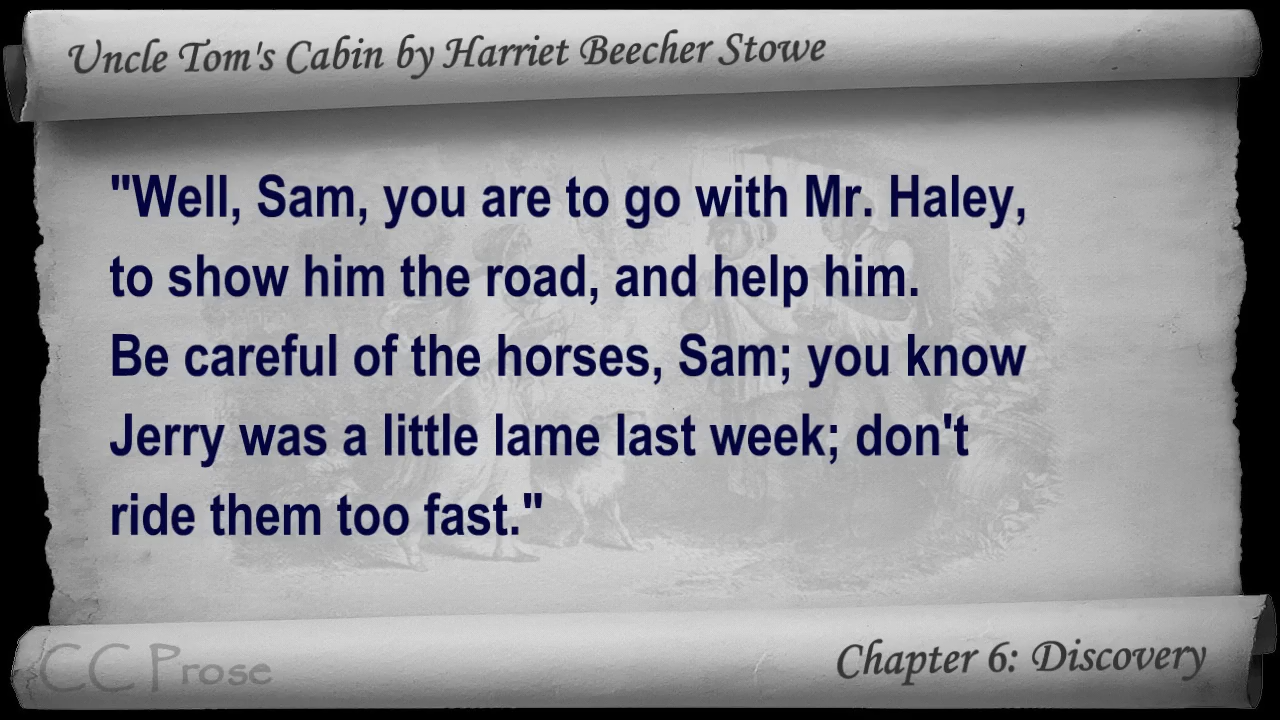 Uncle Tom's Cabin by Harriet Beecher Stowe
"Well, Sam, you are to go with Mr. Haley,
to show him the road, and help him.
Be careful of the horses, Sam; you know
Jerry was a little lame last week; don't
ride them too fast."
CC Prose
Chapter 6: Discovery